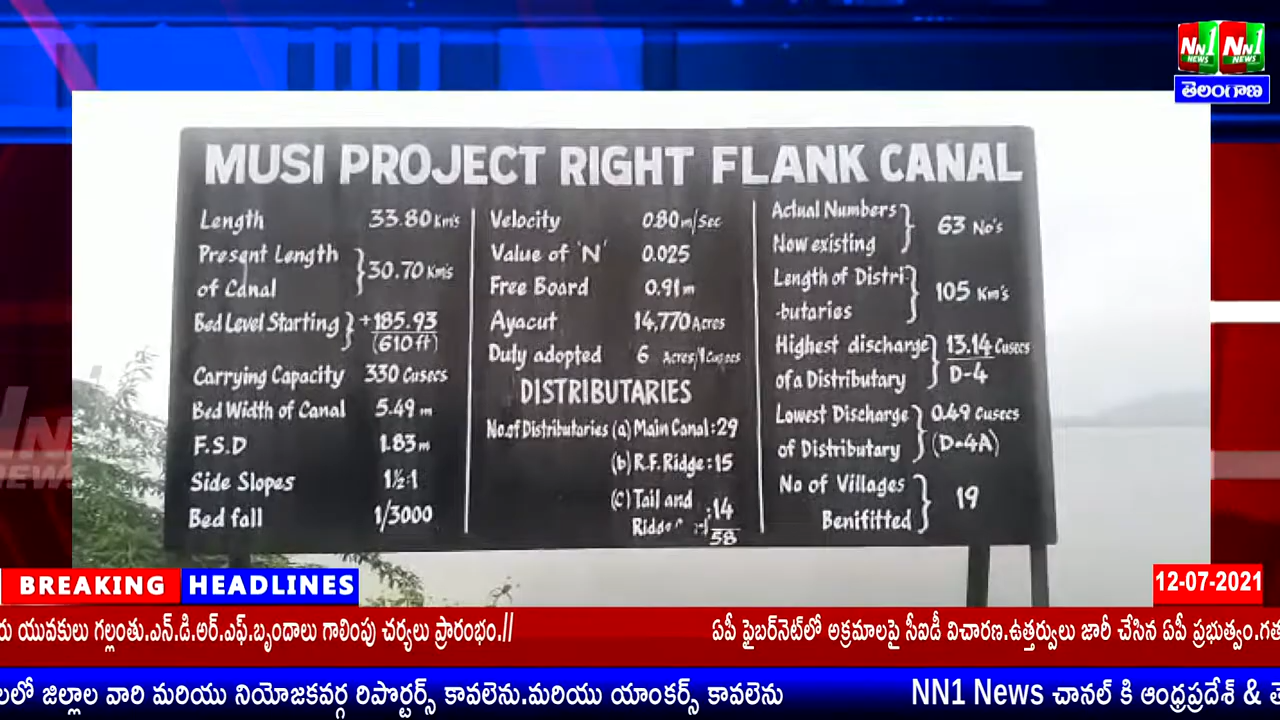 NN1 NN1
NEWS NEWS
తెలంగాణ
MUSI PROJECT RIGHT FLANK CANAL
Length 33.80 Km's
Present Length
of Canal } 30.70 Km's
Bed Level Starting } +185.93
(610 ft)
Carrying Capacity 330 Cusecs
Bed Width of Canal 5.49 m
F.S.D 1.83 m
Side Slopes 1½:1
Bed fall 1/3000
Velocity 0.80 m/Sec
Value of 'N' 0.025
Free Board 0.91 m
Ayacut 14,770 Acres
Duty adopted 6 Acres/1 Cusecs
DISTRIBUTARIES
No.of Distributaries (a) Main Canal : 29
(b) R.F. Ridge : 15
(C) Tail and
:14
58
Actual Numbers
Now existing } 63 No's
Length of Distri-
-butaries } 105 Km's
Highest discharge
of a Distributary } 13.14 Cusecs
D-4
Lowest Discharge
of Distributary } 0.49 Cusecs
(D-4A)
No of Villages
Benifitted } 19
NEWS
BREAKING HEADLINES
12-07-2021
రు యువకులు గల్లంతు.ఎన్.డి.అర్.ఎఫ్.బృందాలు గాలింపు చర్యలు ప్రారంభం.// ఏపీ ఫైబర్‌నెట్‌లో అక్రమాలపై సీఐడీ విచారణ.ఉత్తర్వులు జారీ చేసిన ఏపీ ప్రభుత్వం.గత
లలో జిల్లాల వారి మరియు నియోజకవర్గ రిపొర్టర్స్ కావలెను.మరియు యాంకర్స్ కావలెను NN1 News చానల్ కి ఆంధ్రప్రదేశ్ & తె